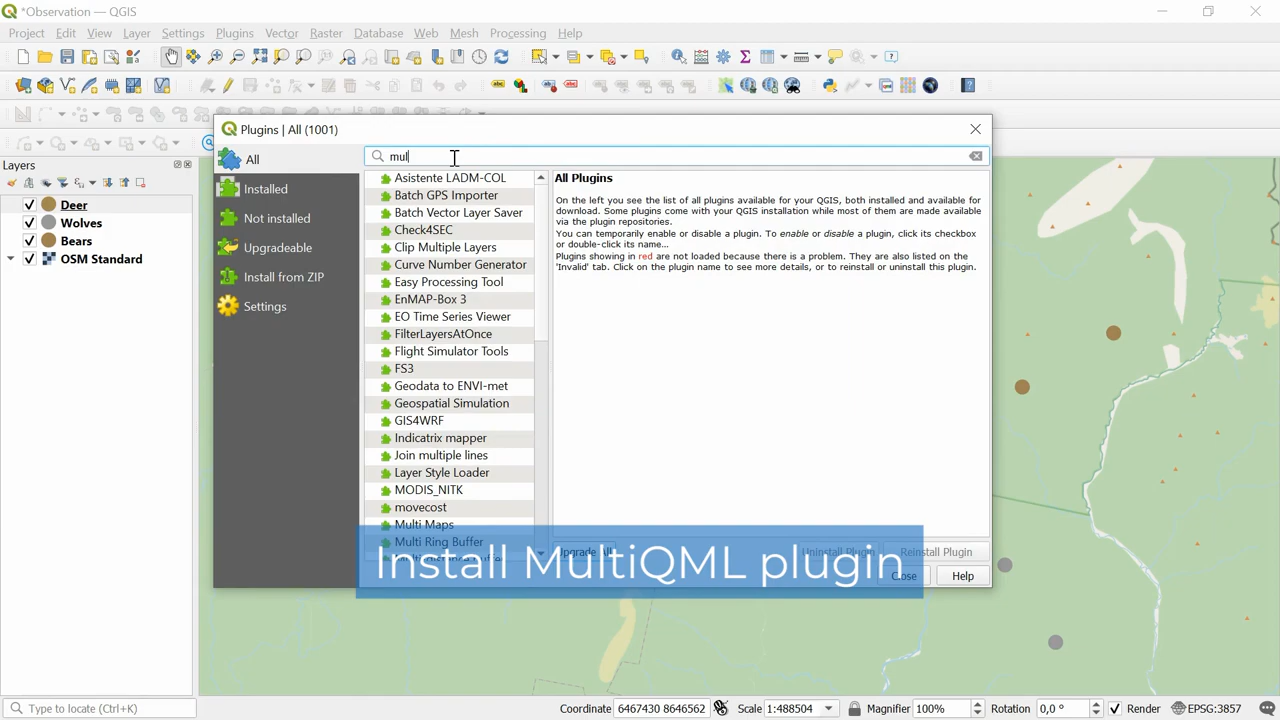 *Observation — QGIS
Project Edit View Layer Settings Plugins Vector Raster Database Web Mesh Processing Help
Plugins | All (1001)
All
Installed
Not installed
Upgradeable
Install from ZIP
Settings
mul
Asistente LADM-COL
Batch GPS Importer
Batch Vector Layer Saver
Check4SEC
Clip Multiple Layers
Curve Number Generator
Easy Processing Tool
EnMAP-Box 3
EO Time Series Viewer
FilterLayersAtOnce
Flight Simulator Tools
FS3
Geodata to ENVI-met
Geospatial Simulation
GIS4WRF
Indicatrix mapper
Join multiple lines
Layer Style Loader
MODIS_NITK
movecost
Multi Maps
Multi Ring Buffer
All Plugins
On the left you see the list of all plugins available for your QGIS, both installed and available for
download. Some plugins come with your QGIS installation while most of them are made available
via the plugin repositories.
You can temporarily enable or disable a plugin. To enable or disable a plugin, click its checkbox
or double-click its name...
Plugins showing in red are not loaded because there is a problem. They are also listed on the
'Invalid' tab. Click on the plugin name to see more details, or to reinstall or uninstall this plugin.
Upgrade All
Uninstall Plugin
Reinstall Plugin
Close
Help
Install MultiQML plugin
Layers
Deer
Wolves
Bears
OSM Standard
Type to locate (Ctrl+K)
Coordinate 6467430 8646562 Scale 1:488504 Magnifier 100% Rotation 0,0 ° Render EPSG:3857